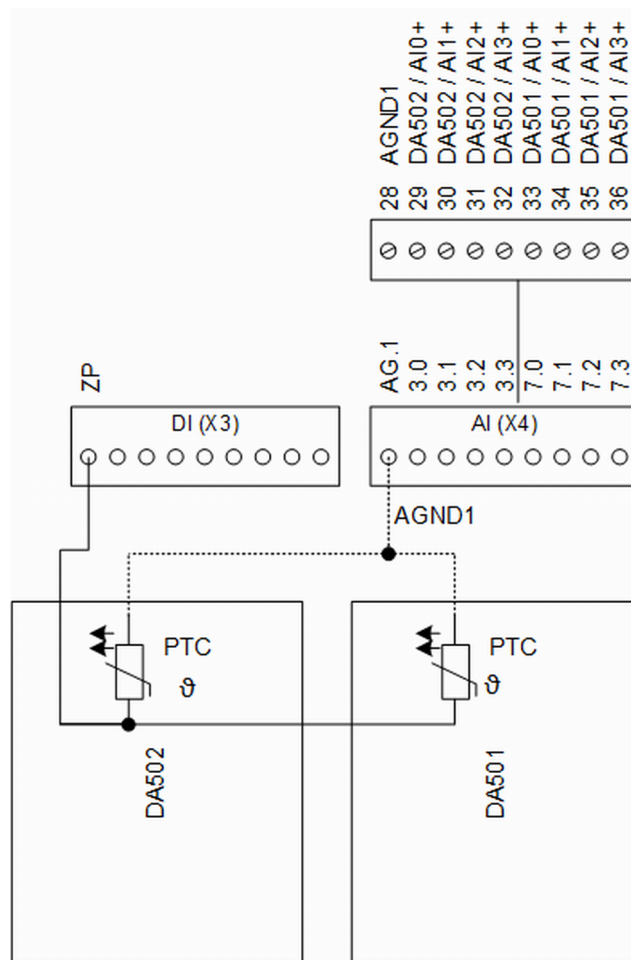 AGND1
DA502 / AI0+
DA502 / AI1+
DA502 / AI2+
DA502 / AI3+
DA501 / AI0+
DA501 / AI1+
DA501 / AI2+
DA501 / AI3+
28
29
30
31
32
33
34
35
36
ZP
AG.1
3.0
3.1
3.2
3.3
7.0
7.1
7.2
7.3
DI (X3)
AI (X4)
AGND1
PTC
ϑ
PTC
ϑ
DA502
DA501